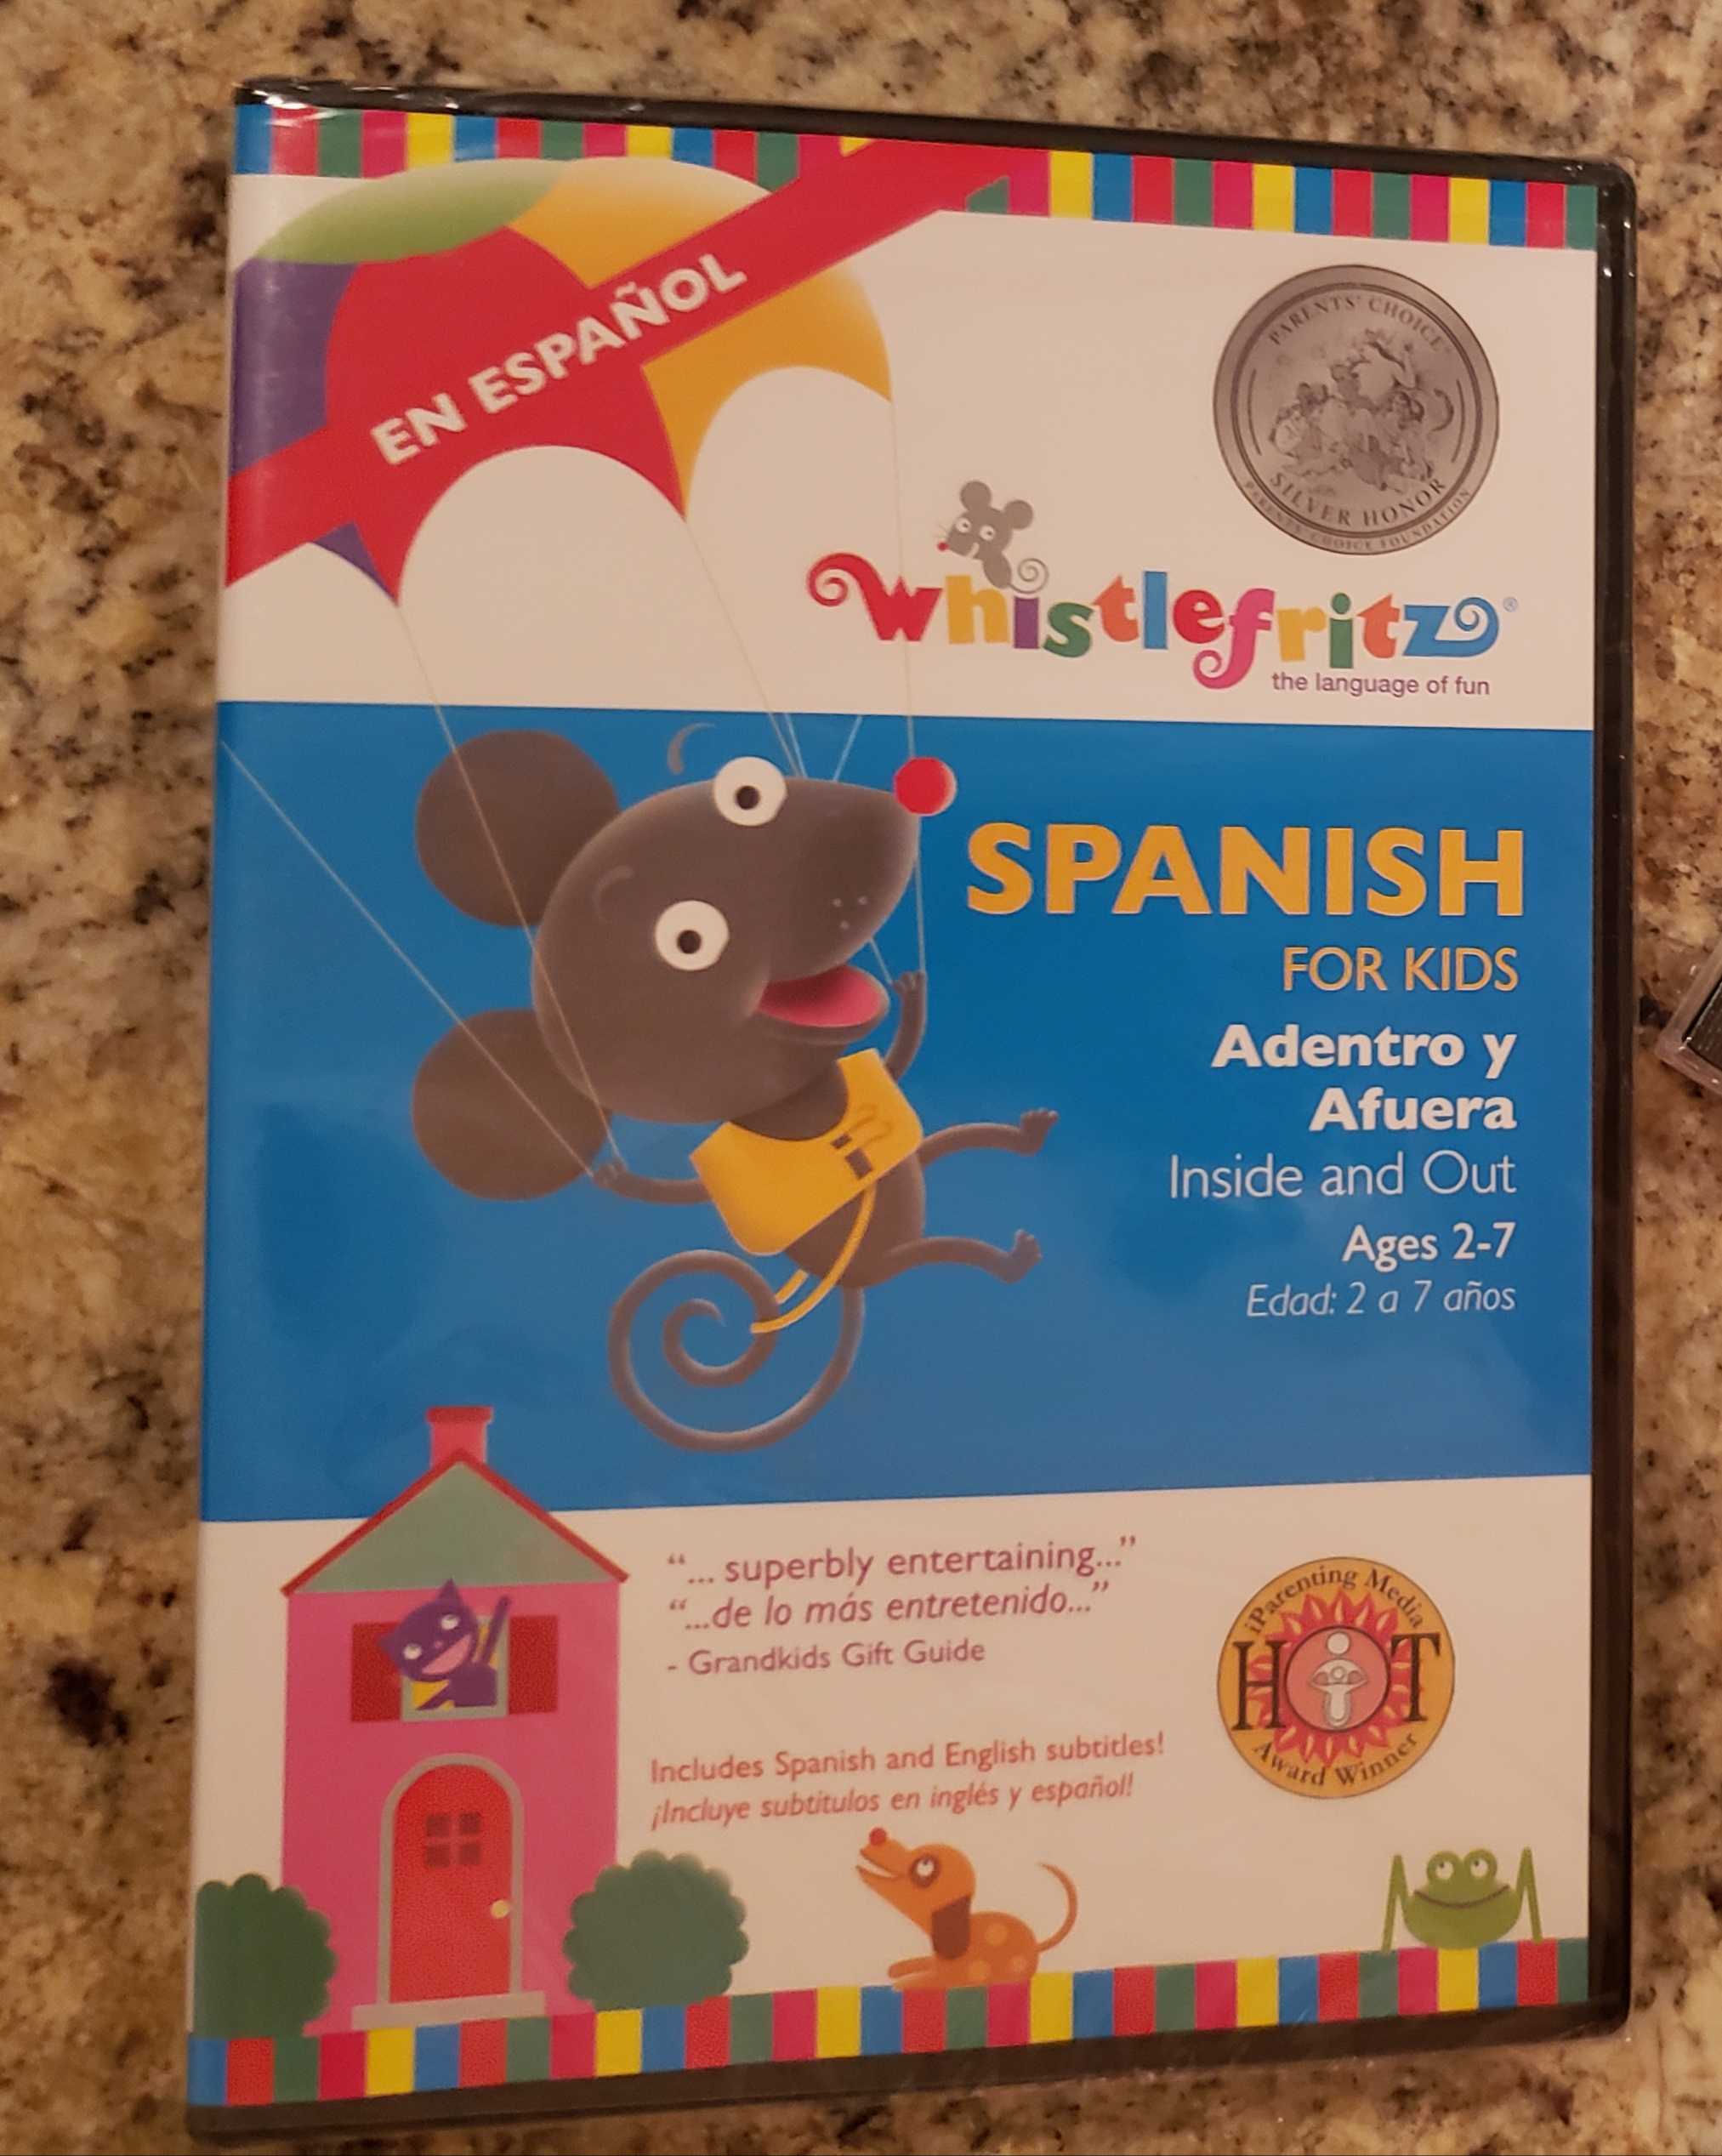 EN ESPAÑOL
PARENTS' CHOICE®
SILVER HONOR
PARENTS' CHOICE FOUNDATION
whistlefritz®
the language of fun
SPANISH
FOR KIDS
Adentro y
Afuera
Inside and Out
Ages 2-7
Edad: 2 a 7 años
“... superbly entertaining...”
“...de lo más entretenido...”
- Grandkids Gift Guide
iParenting Media
HOT
Award Winner
Includes Spanish and English subtitles!
¡Incluye subtítulos en inglés y español!